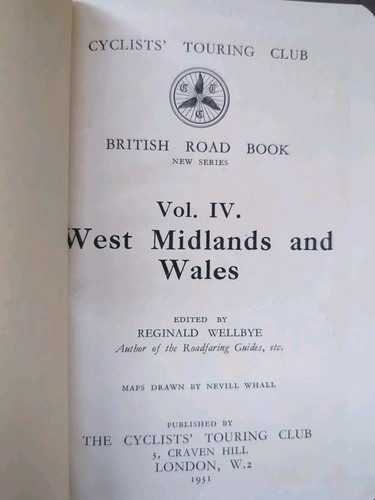 CYCLISTS' TOURING CLUB
C T C
BRITISH ROAD BOOK
NEW SERIES
Vol. IV.
West Midlands and
Wales
EDITED BY
REGINALD WELLBYE
Author of the Roadfaring Guides, etc.
MAPS DRAWN BY NEVILL WHALL
PUBLISHED BY
THE CYCLISTS' TOURING CLUB
3, CRAVEN HILL
LONDON, W.2
1931